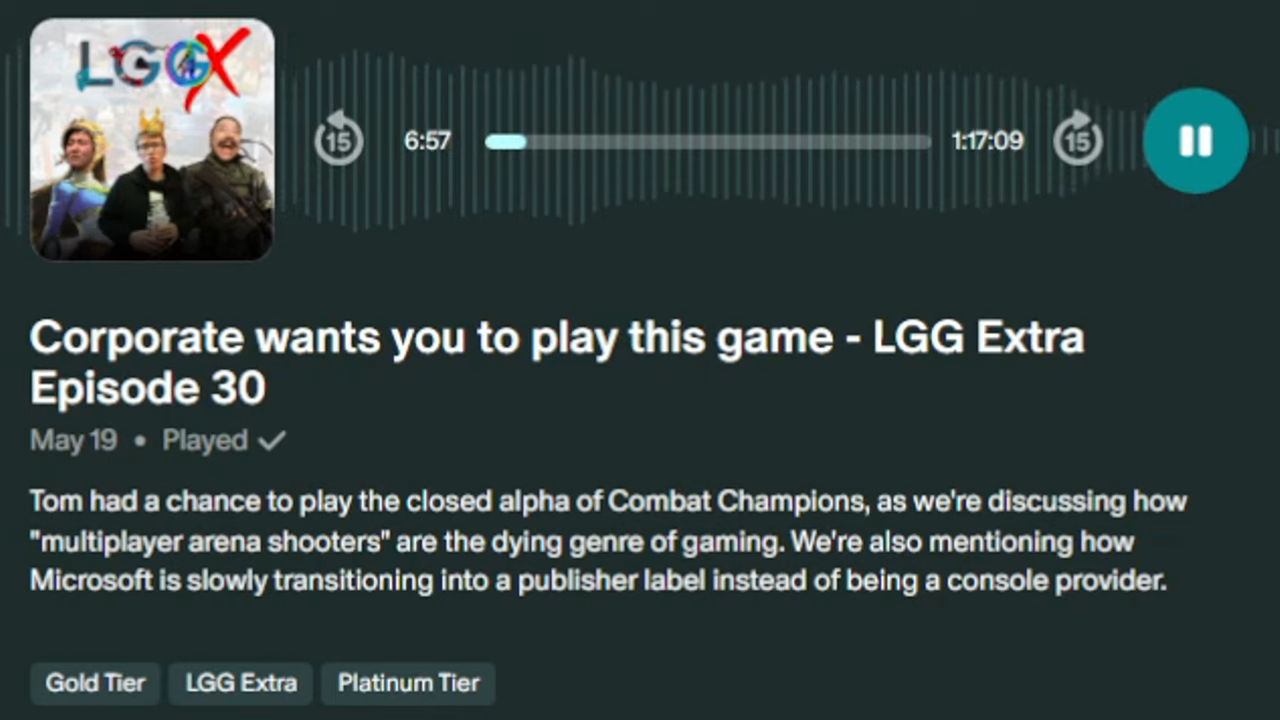 LGGX
15
6:57
1:17:09
15
Corporate wants you to play this game - LGG Extra
Episode 30
May 19 • Played ✓
Tom had a chance to play the closed alpha of Combat Champions, as we're discussing how
"multiplayer arena shooters" are the dying genre of gaming. We're also mentioning how
Microsoft is slowly transitioning into a publisher label instead of being a console provider.
Gold Tier
LGG Extra
Platinum Tier